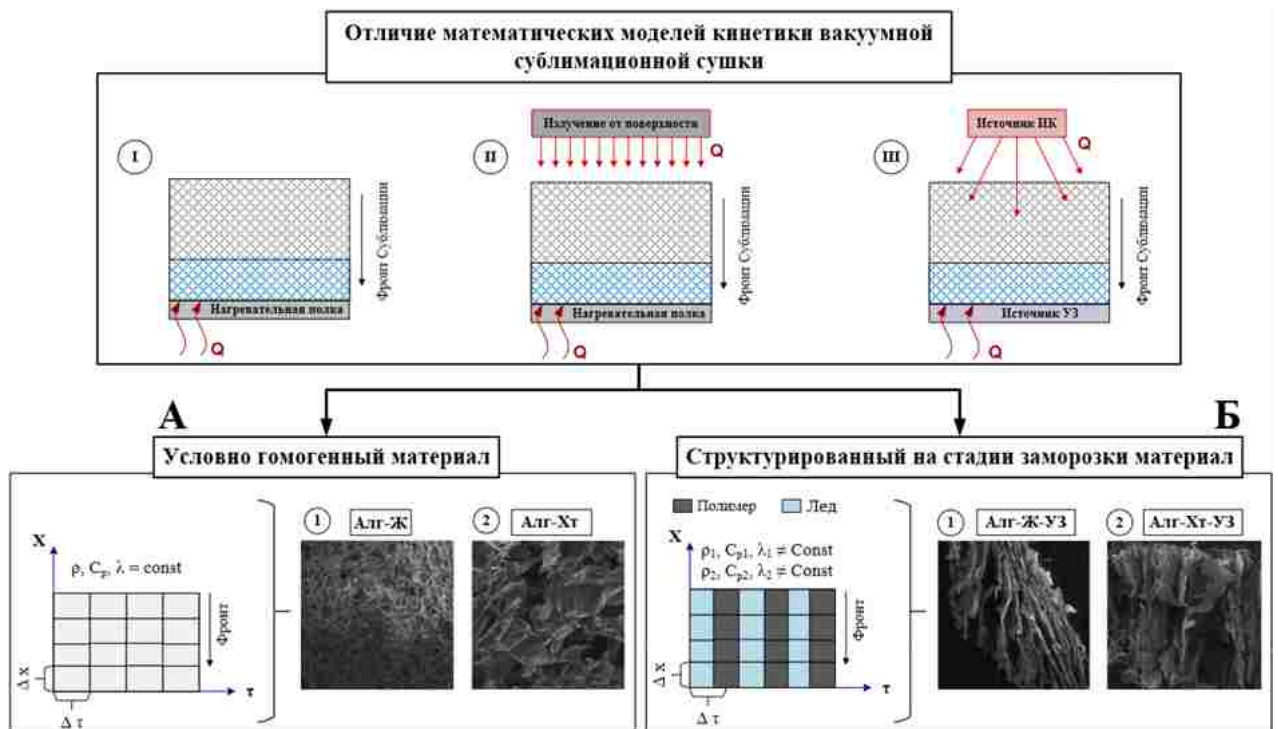 Отличие математических моделей кинетики вакуумной
сублимационной сушки
I
II
III
Излучение от поверхности
Источник ИК
Q
Q
Фронт Сублимации
Фронт Сублимации
Фронт Сублимации
Нагревательная полка
Нагревательная полка
Источник УЗ
Q
Q
Q
А
Б
Условно гомогенный материал
Структурированный на стадии заморозки материал
X
ρ, Cp, λ = const
Фронт
Δ x
Δ τ
τ
1
Алг-Ж
2
Алг-Хт
Полимер
Лед
X
ρ1, Cp1, λ1 ≠ Const
ρ2, Cp2, λ2 ≠ Const
Фронт
Δ x
Δ τ
τ
1
Алг-Ж-УЗ
2
Алг-Хт-УЗ